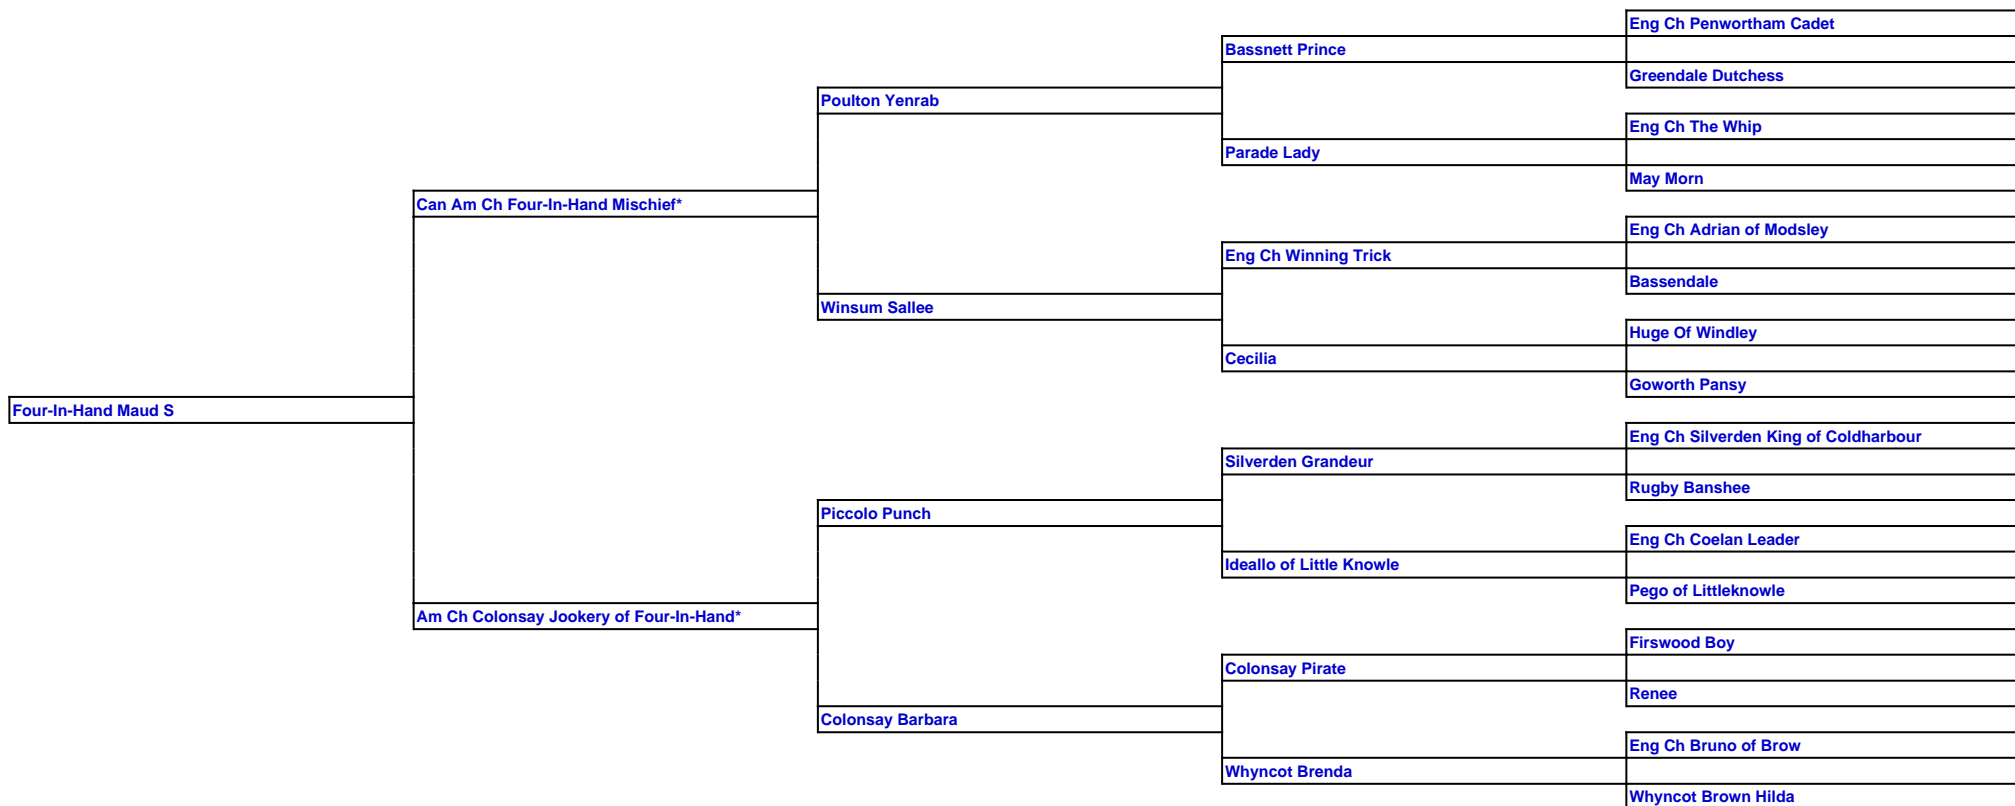 Eng Ch Penwortham Cadet
Bassnett Prince
Greendale Dutchess
Poulton Yenrab
Eng Ch The Whip
Parade Lady
May Morn
Can Am Ch Four-In-Hand Mischief*
Eng Ch Adrian of Modsley
Eng Ch Winning Trick
Bassendale
Winsum Sallee
Huge Of Windley
Cecilia
Goworth Pansy
Four-In-Hand Maud S
Eng Ch Silverden King of Coldharbour
Silverden Grandeur
Rugby Banshee
Piccolo Punch
Eng Ch Coelan Leader
Ideallo of Little Knowle
Pego of Littleknowle
Am Ch Colonsay Jookery of Four-In-Hand*
Firswood Boy
Colonsay Pirate
Renee
Colonsay Barbara
Eng Ch Bruno of Brow
Whyncot Brenda
Whyncot Brown Hilda